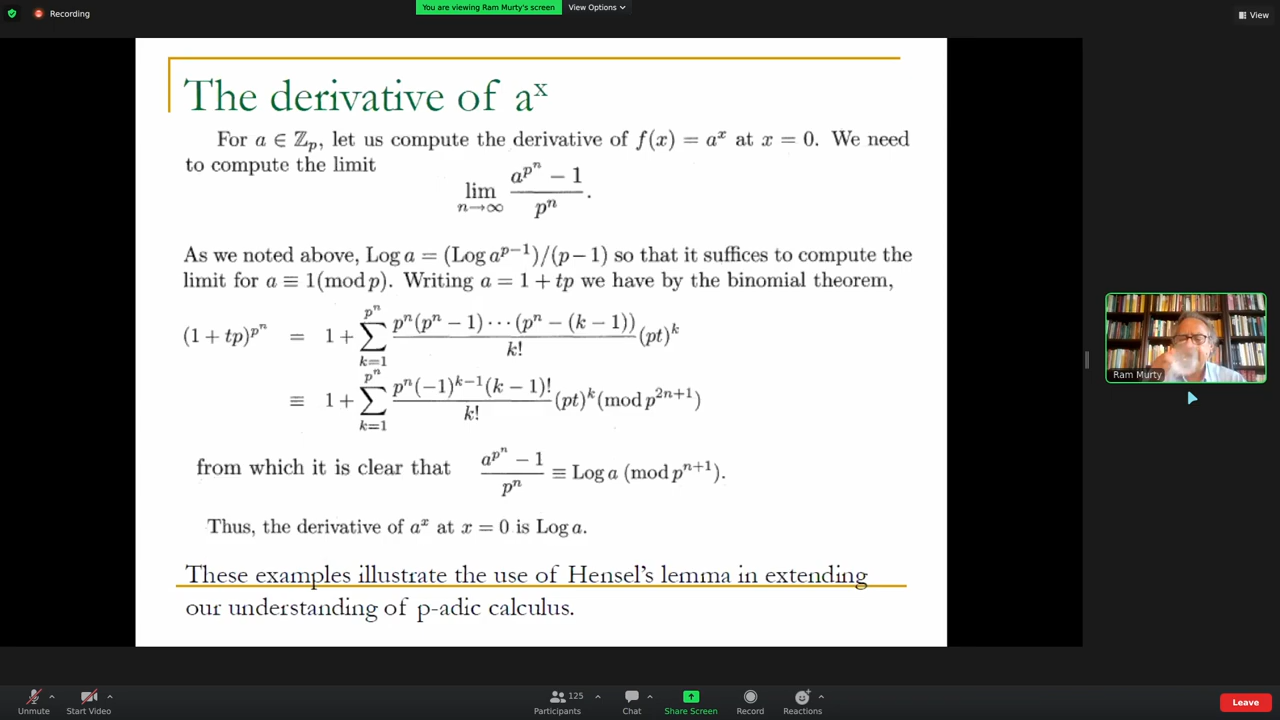 Recording
You are viewing Ram Murty's screen
View Options
View
The derivative of aˣ
For a ∈ ℤₚ, let us compute the derivative of f(x) = aˣ at x = 0. We need
to compute the limit
lim_{n→∞} (a^{p^n} − 1)/p^n .
As we noted above, Log a = (Log a^{p−1})/(p−1) so that it suffices to compute the
limit for a ≡ 1(mod p). Writing a = 1 + tp we have by the binomial theorem,
(1 + tp)^{p^n} = 1 + ∑_{k=1}^{p^n} p^n(p^n − 1)⋯(p^n − (k − 1))/k! (pt)^k
≡ 1 + ∑_{k=1}^{p^n} p^n(−1)^{k−1}(k − 1)!/k! (pt)^k (mod p^{2n+1})
from which it is clear that (a^{p^n} − 1)/p^n ≡ Log a (mod p^{n+1}).
Thus, the derivative of aˣ at x = 0 is Log a.
These examples illustrate the use of Hensel's lemma in extending
our understanding of p-adic calculus.
Ram Murty
Unmute
Start Video
125
Participants
Chat
Share Screen
Record
Reactions
Leave